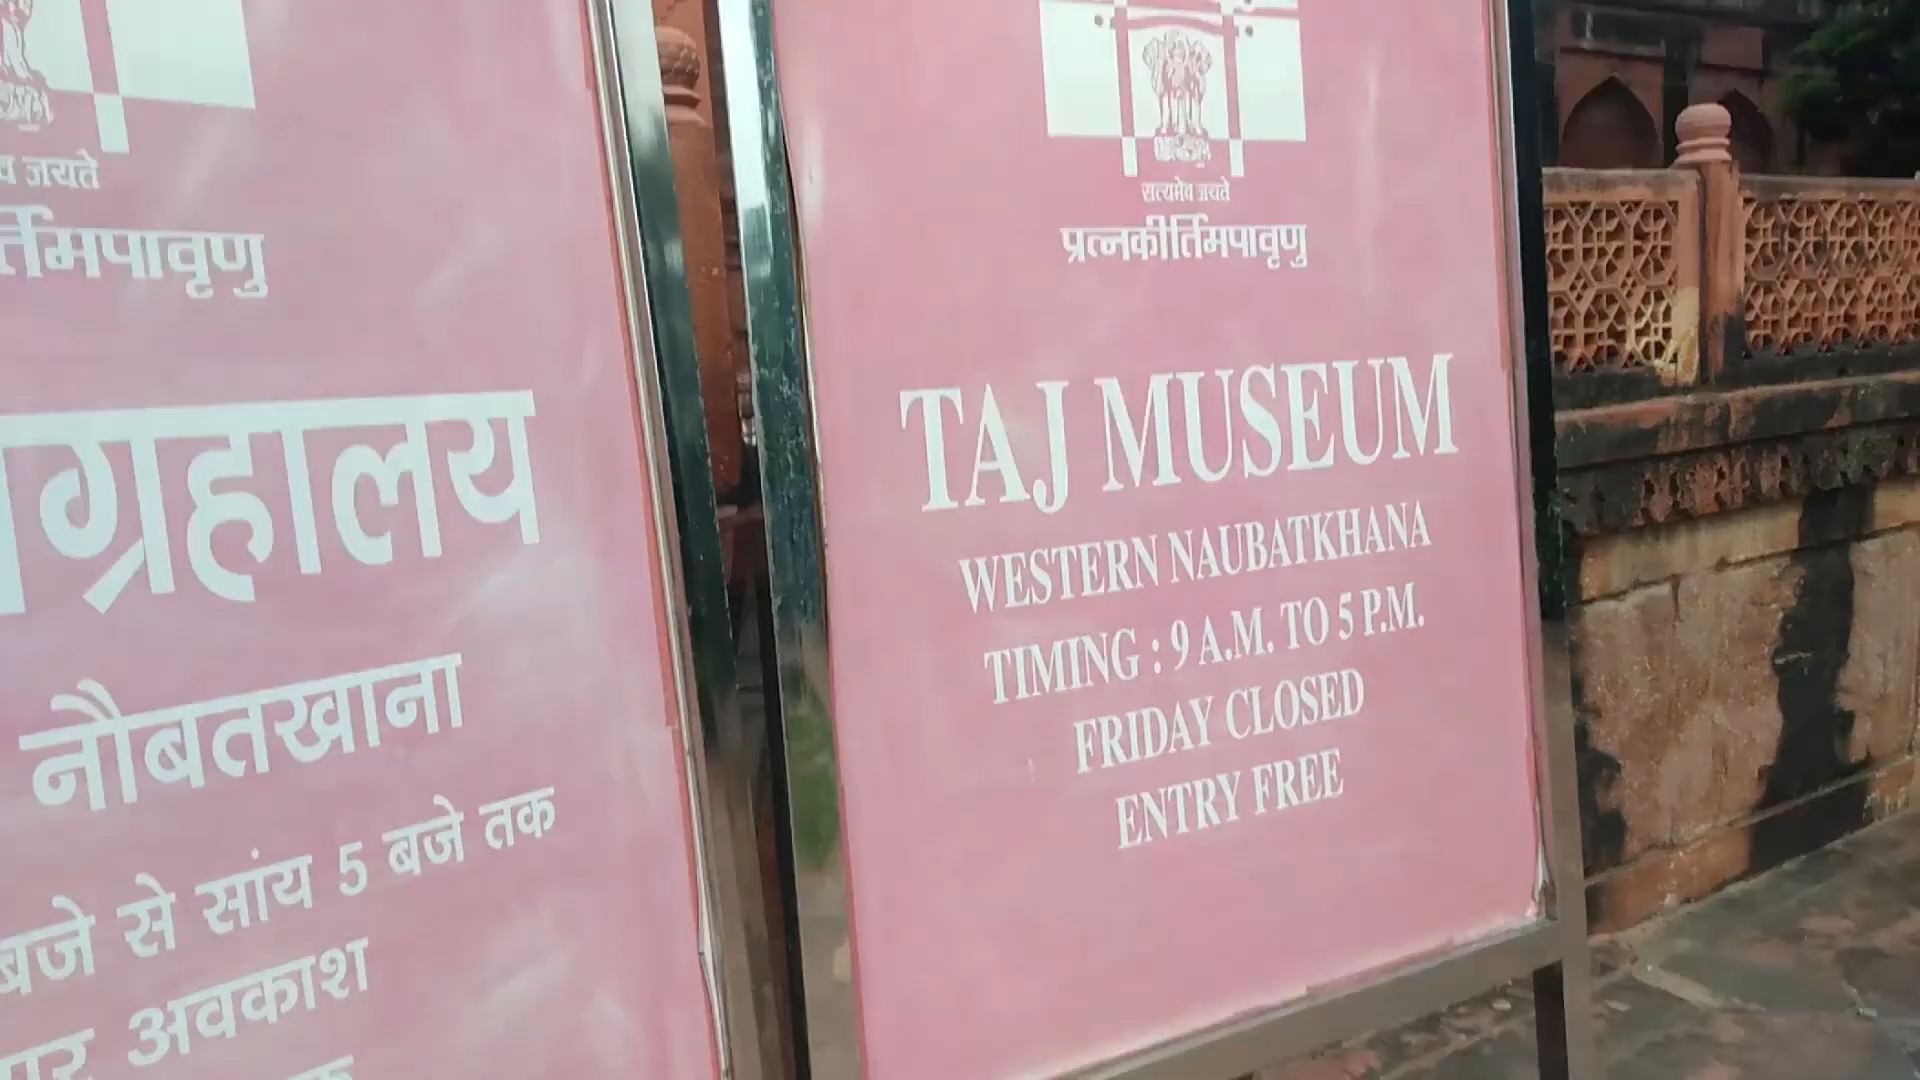 जयते
र्तिमपावृणु
ग्रहालय
नौबतखाना
बजे से सांय 5 बजे तक
अवकाश
सत्यमेव जयते
प्रत्नकीर्तिमपावृणु
TAJ MUSEUM
WESTERN NAUBATKHANA
TIMING : 9 A.M. TO 5 P.M.
FRIDAY CLOSED
ENTRY FREE